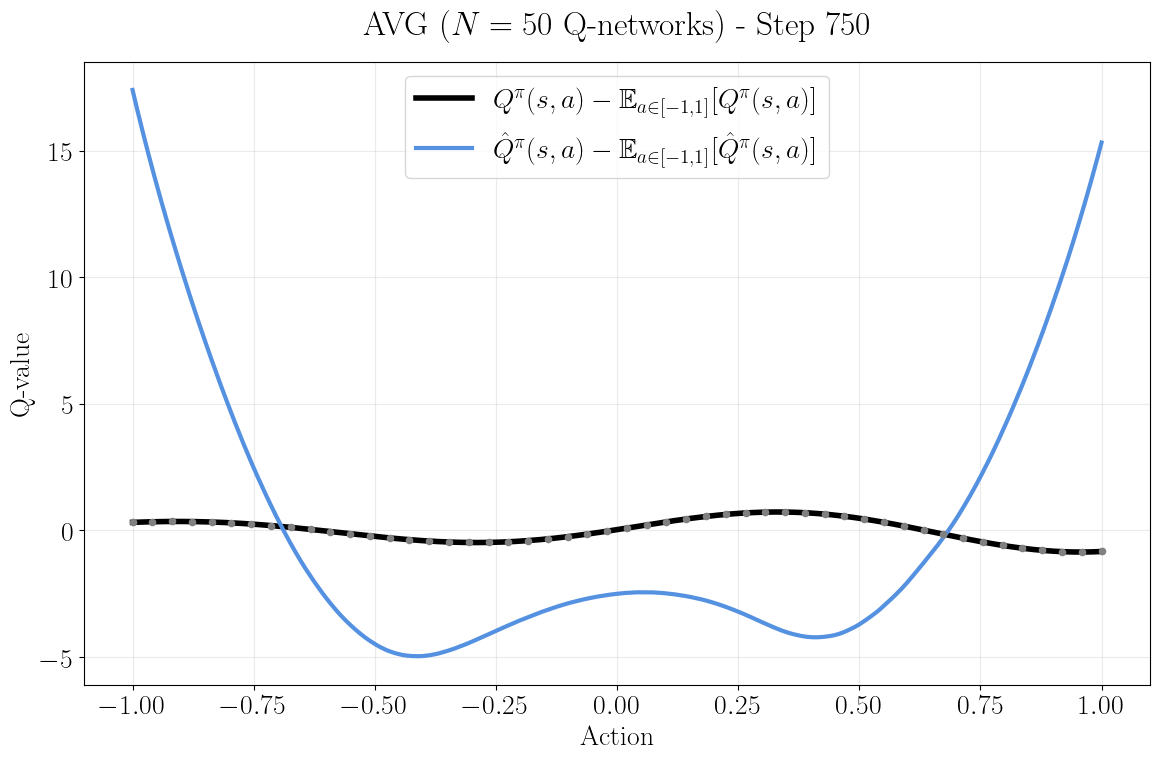 AVG (N = 50 Q-networks) - Step 750
Q^π(s, a) − 𝔼_{a∈[−1,1]}[Q^π(s, a)]
Q̂^π(s, a) − 𝔼_{a∈[−1,1]}[Q̂^π(s, a)]
Q-value
15
10
5
0
−5
−1.00 −0.75 −0.50 −0.25 0.00 0.25 0.50 0.75 1.00
Action